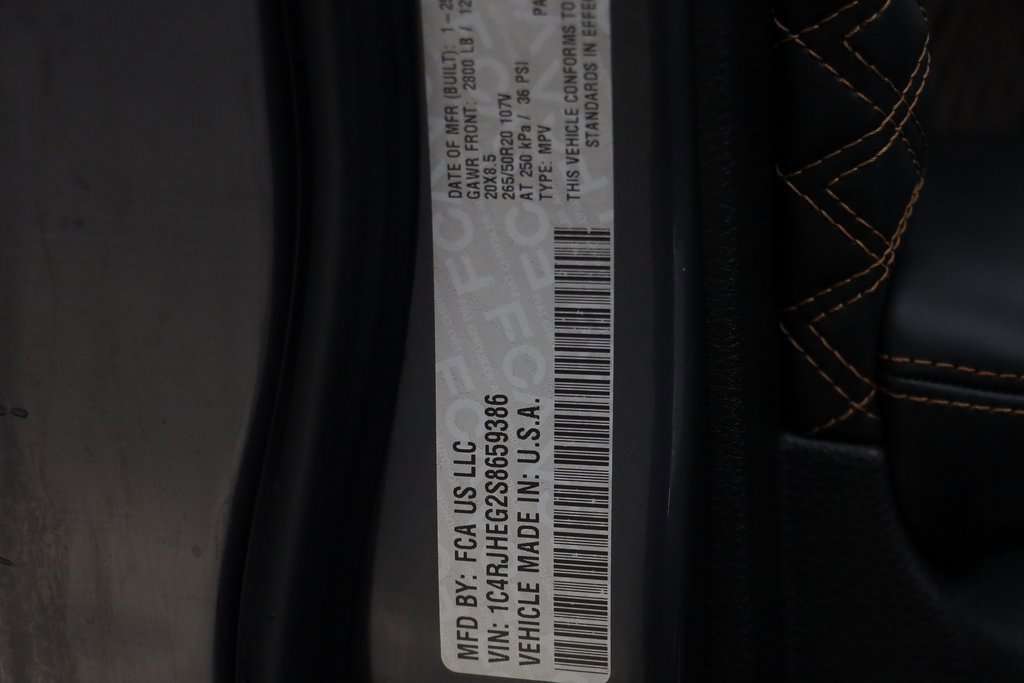 MFD BY: FCA US LLC
VIN: 1C4RJHEG2S8659386
VEHICLE MADE IN: U.S.A.
DATE OF MFR (BUILT): 1-
GAWR FRONT: 2800 LB /
20X8.5
265/50R20 107V
AT 250 kPa / 36 PSI
TYPE: MPV
THIS VEHICLE CONFORMS TO
STANDARDS IN